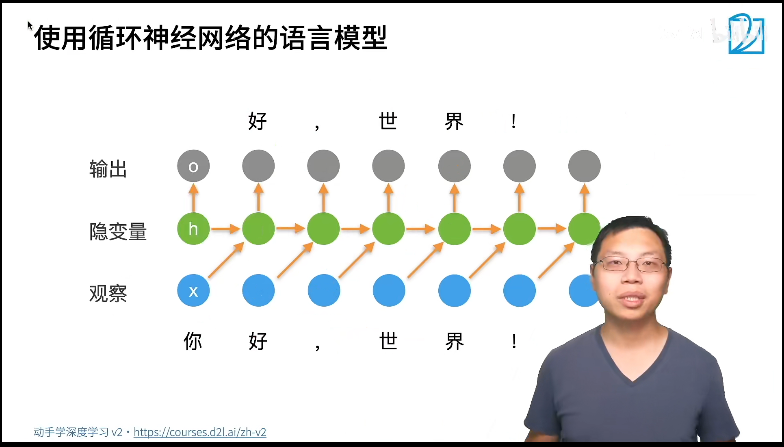 使用循环神经网络的语言模型
好 , 世 界 !
输出 o
隐变量 h
观察 x
你 好 , 世 界 !
动手学深度学习 v2 • https://courses.d2l.ai/zh-v2